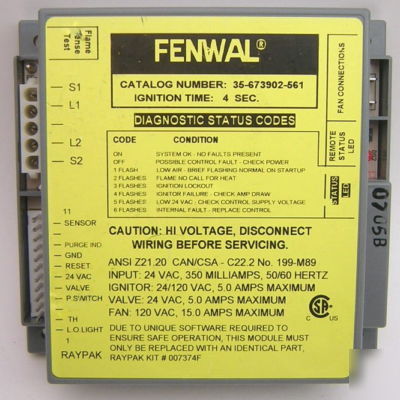 FENWAL®
CATALOG NUMBER: 35-673902-561
IGNITION TIME: 4 SEC.
DIAGNOSTIC STATUS CODES
CODE CONDITION
ON SYSTEM OK - NO FAULTS PRESENT
OFF POSSIBLE CONTROL FAULT - CHECK POWER
1 FLASH LOW AIR - BRIEF FLASHING NORMAL ON STARTUP
2 FLASHES FLAME NO CALL FOR HEAT
3 FLASHES IGNITION LOCKOUT
4 FLASHES IGNITOR FAILURE - CHECK AMP DRAW
5 FLASHES LOW 24 VAC - CHECK CONTROL SUPPLY VOLTAGE
6 FLASHES INTERNAL FAULT - REPLACE CONTROL
CAUTION: HI VOLTAGE, DISCONNECT
WIRING BEFORE SERVICING.
ANSI Z21.20 CAN/CSA - C22.2 No. 199-M89
INPUT: 24 VAC, 350 MILLIAMPS, 50/60 HERTZ
IGNITOR: 24/120 VAC, 5.0 AMPS MAXIMUM
VALVE: 24 VAC, 5.0 AMPS MAXIMUM
FAN: 120 VAC, 15.0 AMPS MAXIMUM
DUE TO UNIQUE SOFTWARE REQUIRED TO
ENSURE SAFE OPERATION, THIS MODULE MUST
ONLY BE REPLACED WITH AN IDENTICAL PART,
RAYPAK KIT # 007374F
Flame
Sense
Test
S1
L1
L2
S2
11
SENSOR
PURGE IND.
GND
RESET
24 VAC
VALVE
P.S'WITCH
TH
L.O.LIGHT
1
RAYPAK
FAN CONNECTIONS
REMOTE
STATUS
LED
STATUS
LED
0705B
C US